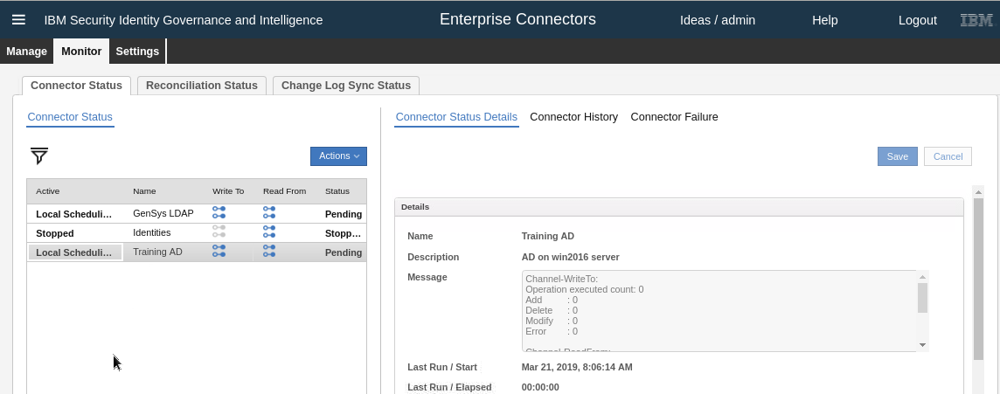 IBM Security Identity Governance and Intelligence Enterprise Connectors Ideas / admin Help Logout IBM
Manage Monitor Settings
Connector Status Reconciliation Status Change Log Sync Status
Connector Status Connector Status Details Connector History Connector Failure
Actions Save Cancel
Active Name Write To Read From Status
Local Scheduli... GenSys LDAP Pending
Stopped Identities Stopp...
Local Scheduli... Training AD Pending
Details
Name Training AD
Description AD on win2016 server
Message Channel-WriteTo:
Operation executed count: 0
Add : 0
Delete : 0
Modify : 0
Error : 0
Channel-ReadFrom:
Last Run / Start Mar 21, 2019, 8:06:14 AM
Last Run / Elapsed 00:00:00